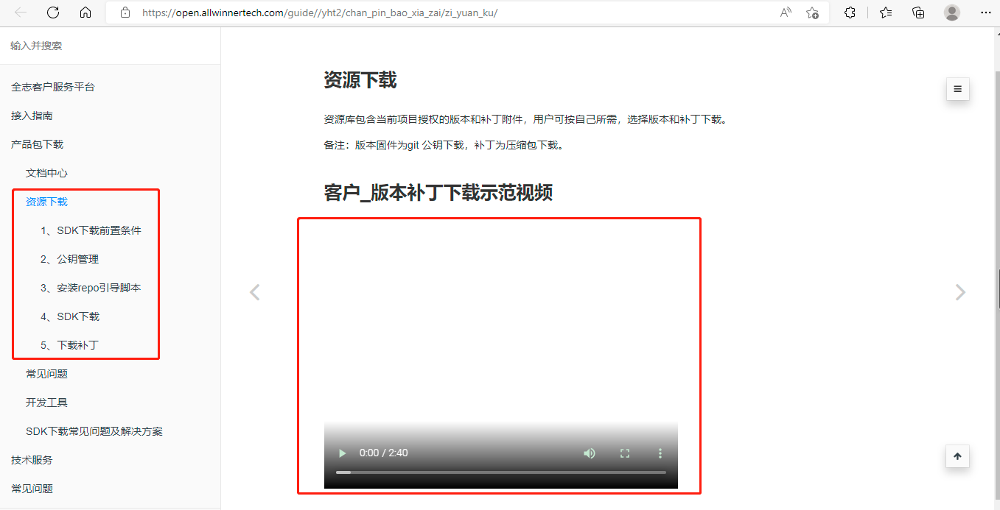 https://open.allwinnertech.com/guide//yht2/chan_pin_bao_xia_zai/zi_yuan_ku/
输入并搜索
全志客户服务平台
接入指南
产品包下载
文档中心
资源下载
1、SDK下载前置条件
2、公钥管理
3、安装repo引导脚本
4、SDK下载
5、下载补丁
常见问题
开发工具
SDK下载常见问题及解决方案
技术服务
常见问题
资源下载
资源库包含当前项目授权的版本和补丁附件，用户可按自己所需，选择版本和补丁下载。
备注：版本固件为git 公钥下载，补丁为压缩包下载。
客户_版本补丁下载示范视频
0:00 / 2:40